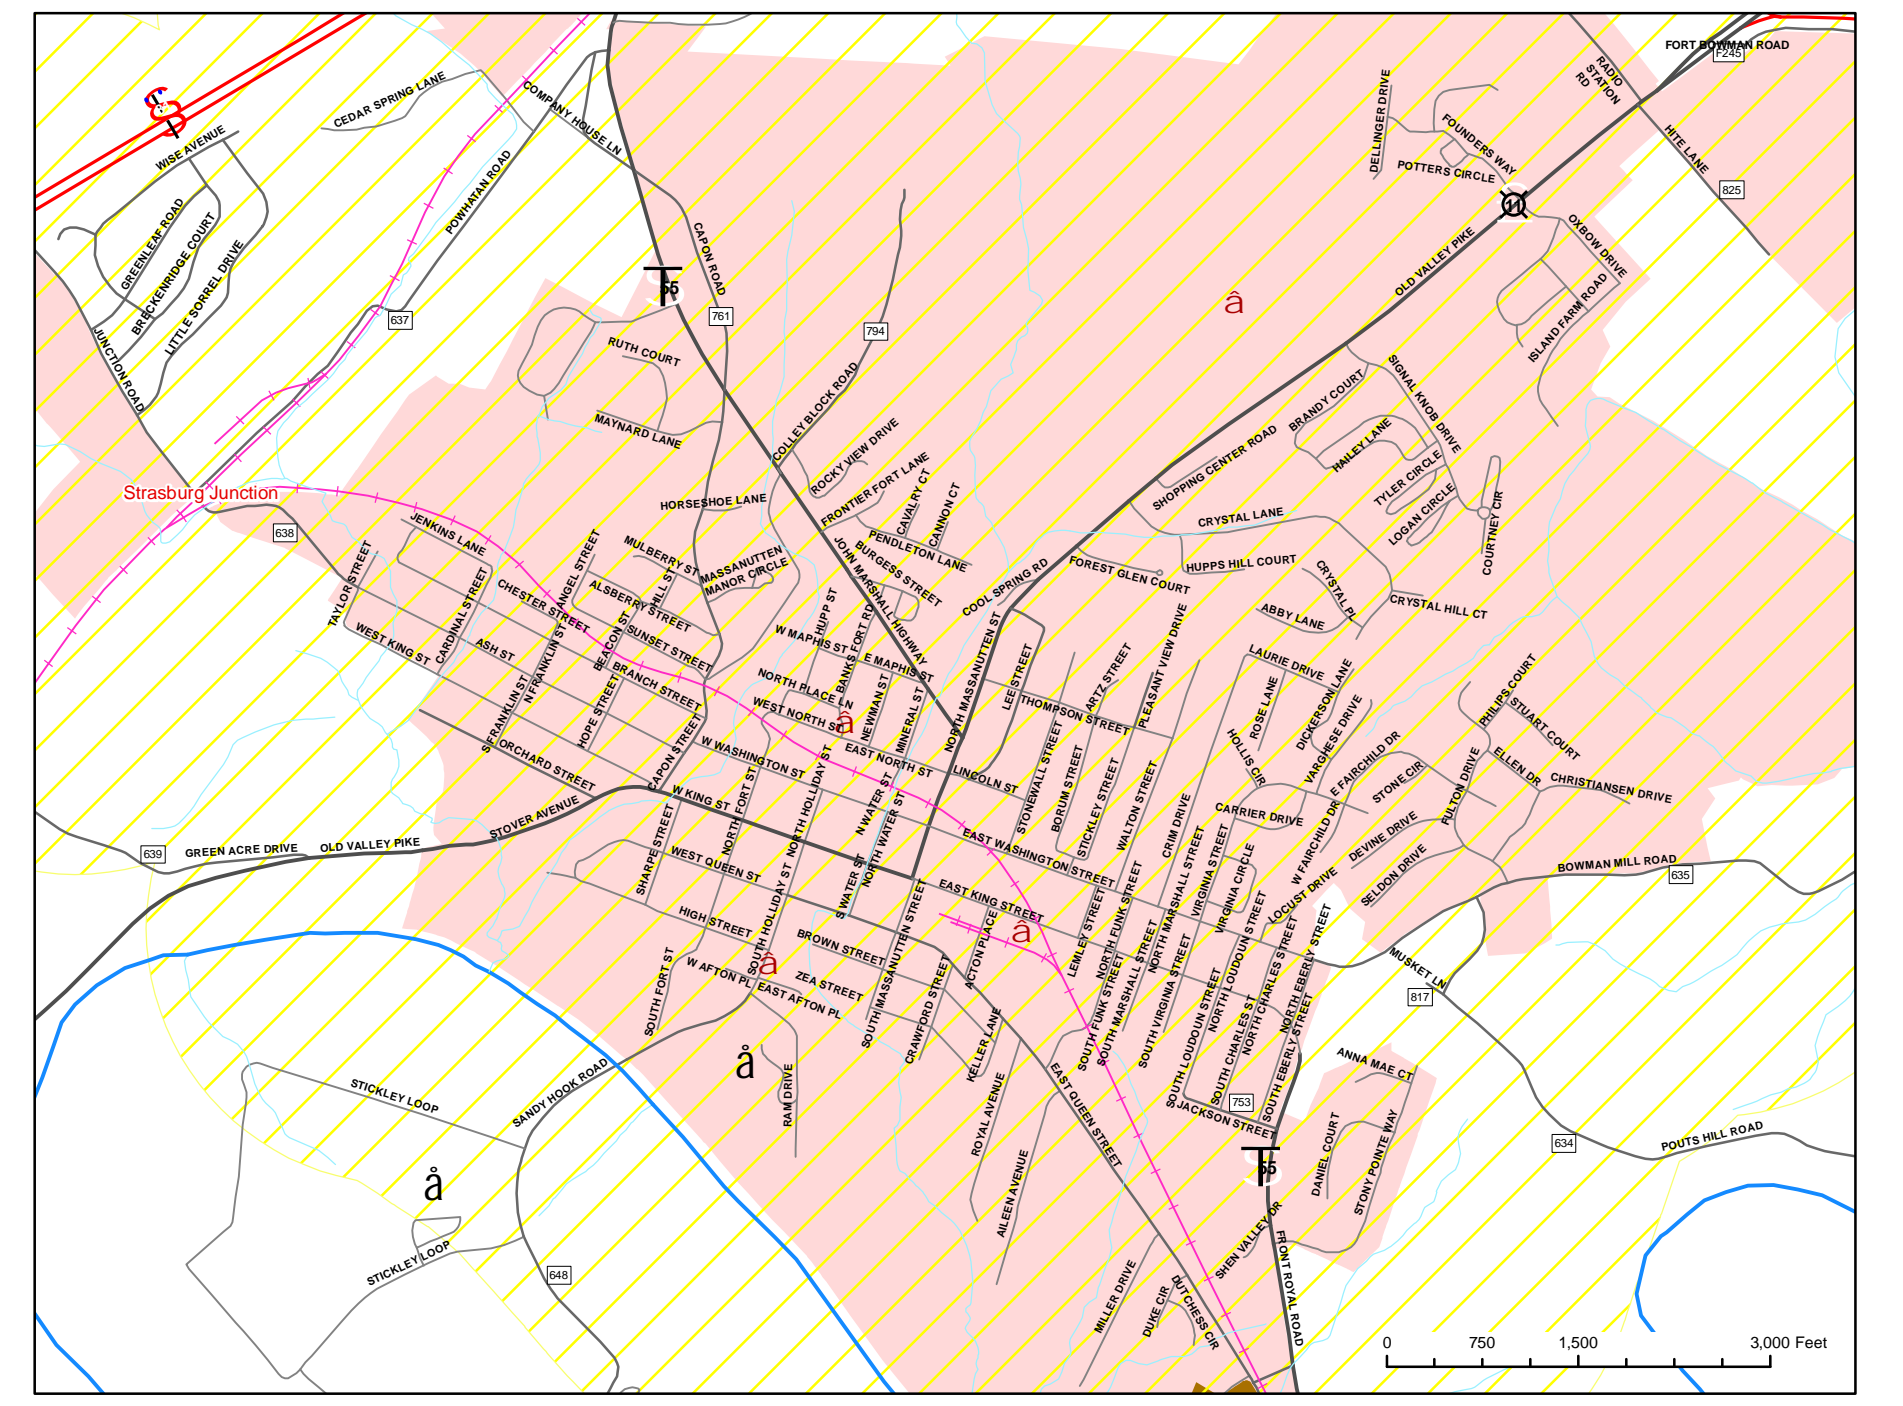 FORT BOWMAN ROAD
F245
RADIO
STATION
RD
CEDAR SPRING LANE
COMPANY HOUSE LN
DELLINGER DRIVE
FOUNDERS WAY
POTTERS CIRCLE
HITE LANE
825
WISE AVENUE
POWHATAN ROAD
11
OXBOW DRIVE
GREENLEAF ROAD
BRECKENRIDGE COURT
LITTLE SORREL DRIVE
CAPON ROAD
OLD VALLEY PIKE
55
â
ISLAND FARM ROAD
637
761
794
JUNCTION ROAD
RUTH COURT
COLLEY BLOCK ROAD
BRANDY COURT
SIGNAL KNOB DRIVE
MAYNARD LANE
ROCKY VIEW DRIVE
SHOPPING CENTER ROAD
HAILEY LANE
FRONTIER FORT LANE
TYLER CIRCLE
Strasburg Junction
HORSESHOE LANE
CAVALRY CT
CANNON CT
LOGAN CIRCLE
COURTNEY CIR
638
JENKINS LANE
CRYSTAL LANE
PENDLETON LANE
MULBERRY ST
MASSANUTTEN
MANOR CIRCLE
JOHN MARSHALL HIGHWAY
BURGESS STREET
COOL SPRING RD
FOREST GLEN COURT
HUPPS HILL COURT
CRYSTAL PL
CRYSTAL HILL CT
ABBY LANE
TAYLOR STREET
CARDINAL STREET
ANGEL STREET
CHESTER STREET
ALSBERRY STREET
HILL ST
HUPP ST
BANKS FORT RD
WEST KING ST
ASH ST
N FRANKLIN ST
BEACON ST
SUNSET STREET
W MAPHIS ST
E MAPHIS ST
NORTH MASSANUTTEN ST
LEE STREET
ARTZ STREET
PLEASANT VIEW DRIVE
LAURIE DRIVE
DICKERSON LANE
ROSE LANE
PHILIPS COURT
STUART COURT
BRANCH STREET
NORTH PLACE LN
WEST NORTH ST
â
NEWMAN ST
MINERAL ST
THOMPSON STREET
HOPE STREET
S FRANKLIN ST
ORCHARD STREET
CAPON STREET
W WASHINGTON ST
EAST NORTH ST
LINCOLN ST
STONEWALL STREET
BORUM STREET
STICKLEY STREET
WALTON STREET
HOLLIS CIR
VARGHESE DRIVE
E FAIRCHILD DR
STONE CIR
FULTON DRIVE
ELLEN DR
CHRISTIANSEN DRIVE
W KING ST
NORTH FORT ST
NORTH HOLLIDAY ST
N WATER ST
NORTH WATER ST
CRIM DRIVE
CARRIER DRIVE
W FAIRCHILD DR
DEVINE DRIVE
STOVER AVENUE
639
GREEN ACRE DRIVE
OLD VALLEY PIKE
SHARPE STREET
WEST QUEEN ST
EAST WASHINGTON STREET
VIRGINIA STREET
VIRGINIA CIRCLE
LOCUST DRIVE
SELDON DRIVE
BOWMAN MILL ROAD
635
HIGH STREET
SOUTH HOLLIDAY ST
S WATER ST
EAST KING STREET
â
LEMLEY STREET
NORTH FUNK STREET
NORTH MARSHALL STREET
NORTH LOUDOUN STREET
NORTH CHARLES STREET
NORTH EBERLY STREET
BROWN STREET
SOUTH MASSANUTTEN STREET
ACTON PLACE
MUSKET LN
817
SOUTH FORT ST
W AFTON PL
â
EAST AFTON PL
ZEA STREET
CRAWFORD STREET
KELLER LANE
SOUTH FUNK STREET
SOUTH MARSHALL STREET
SOUTH VIRGINIA STREET
SOUTH LOUDOUN STREET
SOUTH CHARLES ST
SOUTH EBERLY STREET
å
RAM DRIVE
STICKLEY LOOP
SANDY HOOK ROAD
ROYAL AVENUE
EAST QUEEN STREET
753
S JACKSON STREET
ANNA MAE CT
634
POUTS HILL ROAD
å
55
DANIEL COURT
STONY POINTE WAY
AILEEN AVENUE
STICKLEY LOOP
648
SHEN VALLEY DR
FRONT ROYAL ROAD
MILLER DRIVE
DUKE CIR
DUTCHESS CIR
0 750 1,500 3,000 Feet